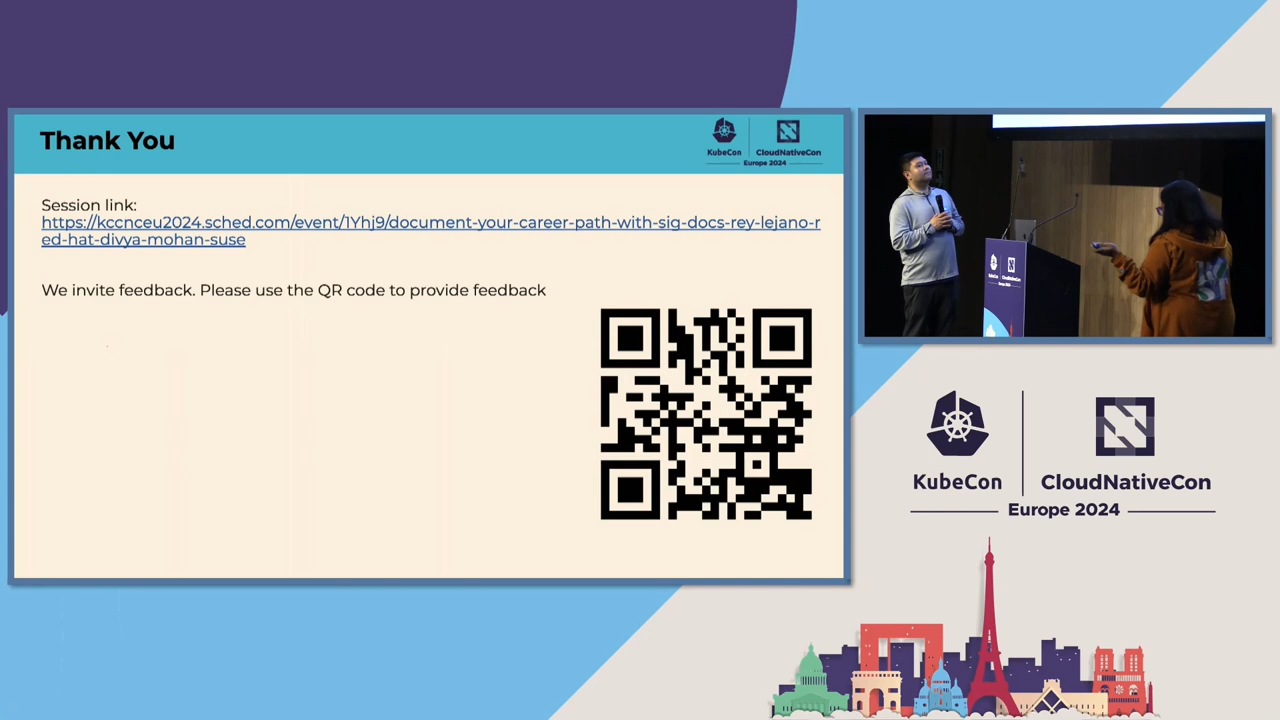 Thank You
KubeCon
CloudNativeCon
Europe 2024
Session link:
https://kccnceu2024.sched.com/event/1Yhj9/document-your-career-path-with-sig-docs-rey-lejano-r
ed-hat-divya-mohan-suse
We invite feedback. Please use the QR code to provide feedback
KubeCon
CloudNativeCon
Europe 2024